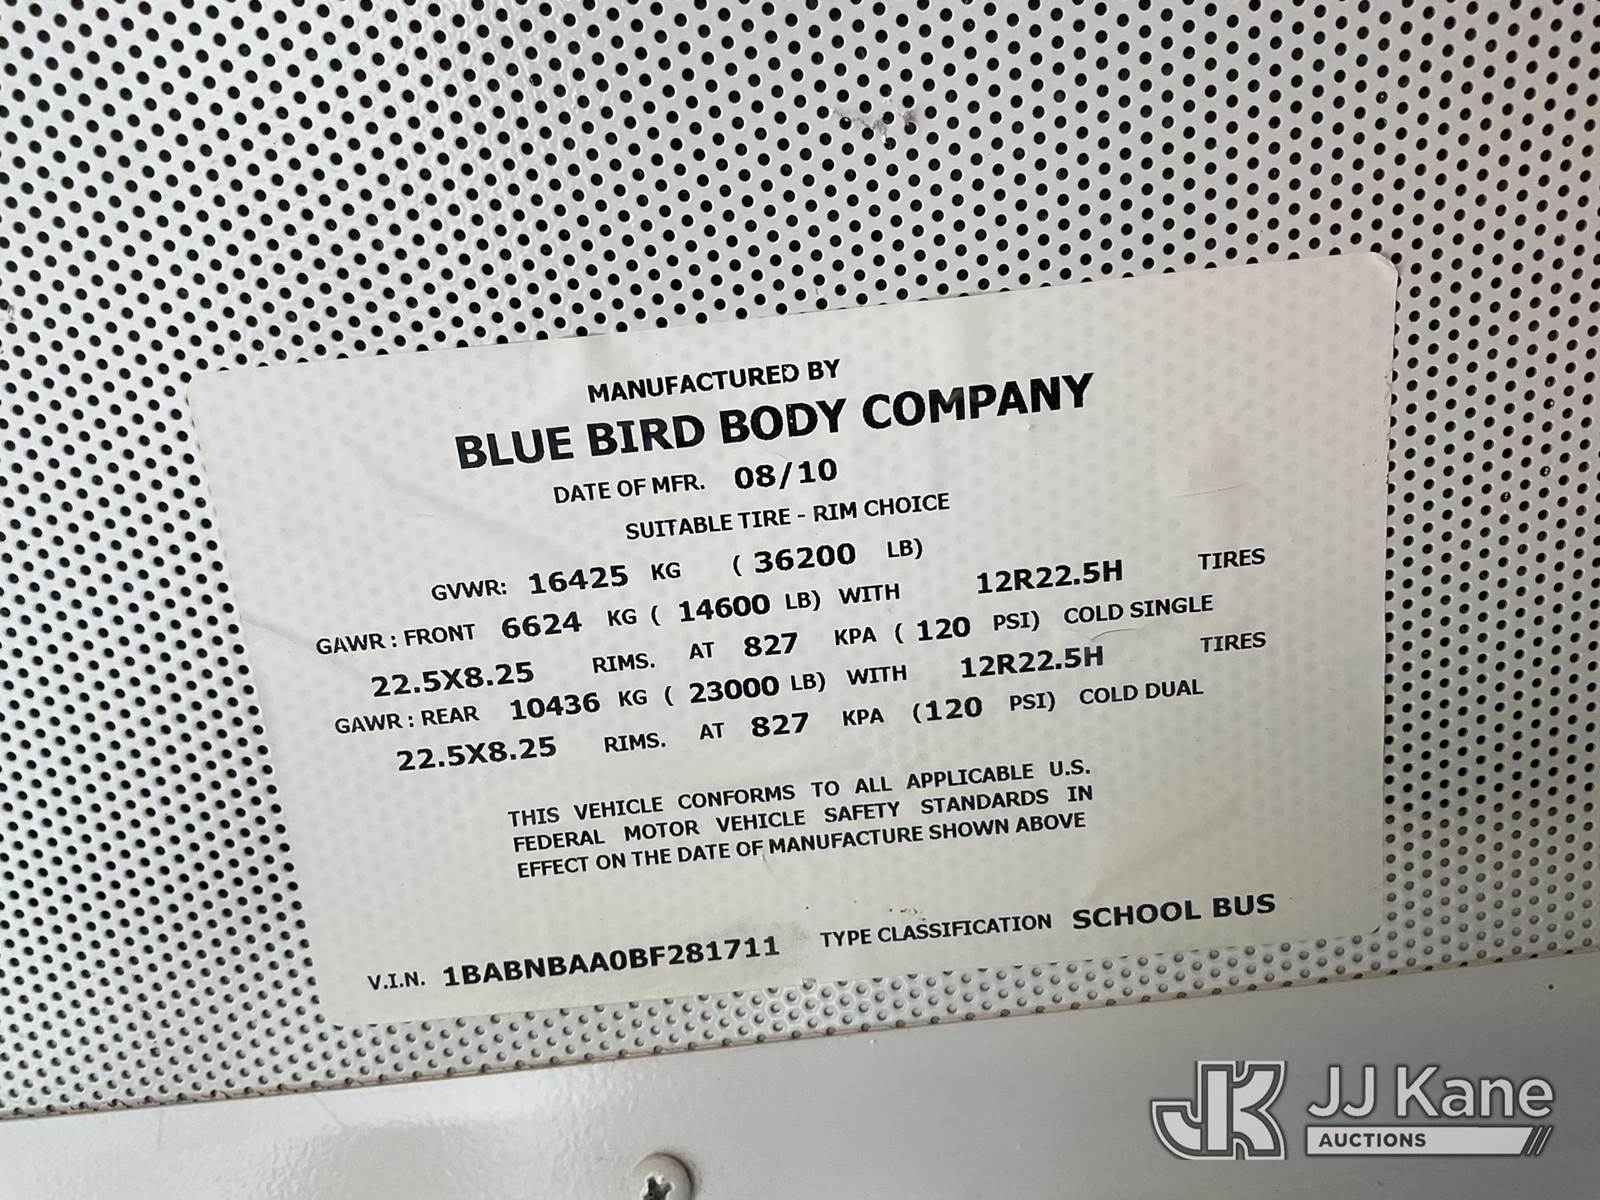 MANUFACTURED BY
BLUE BIRD BODY COMPANY
DATE OF MFR. 08/10
SUITABLE TIRE - RIM CHOICE
GVWR: 16425 KG ( 36200 LB)
GAWR : FRONT 6624 KG ( 14600 LB) WITH 12R22.5H TIRES
22.5X8.25 RIMS. AT 827 KPA ( 120 PSI) COLD SINGLE
GAWR : REAR 10436 KG ( 23000 LB) WITH 12R22.5H TIRES
22.5X8.25 RIMS. AT 827 KPA (120 PSI) COLD DUAL
THIS VEHICLE CONFORMS TO ALL APPLICABLE U.S.
FEDERAL MOTOR VEHICLE SAFETY STANDARDS IN
EFFECT ON THE DATE OF MANUFACTURE SHOWN ABOVE
V.I.N. 1BABNBAA0BF281711 TYPE CLASSIFICATION SCHOOL BUS
JK JJ Kane
AUCTIONS